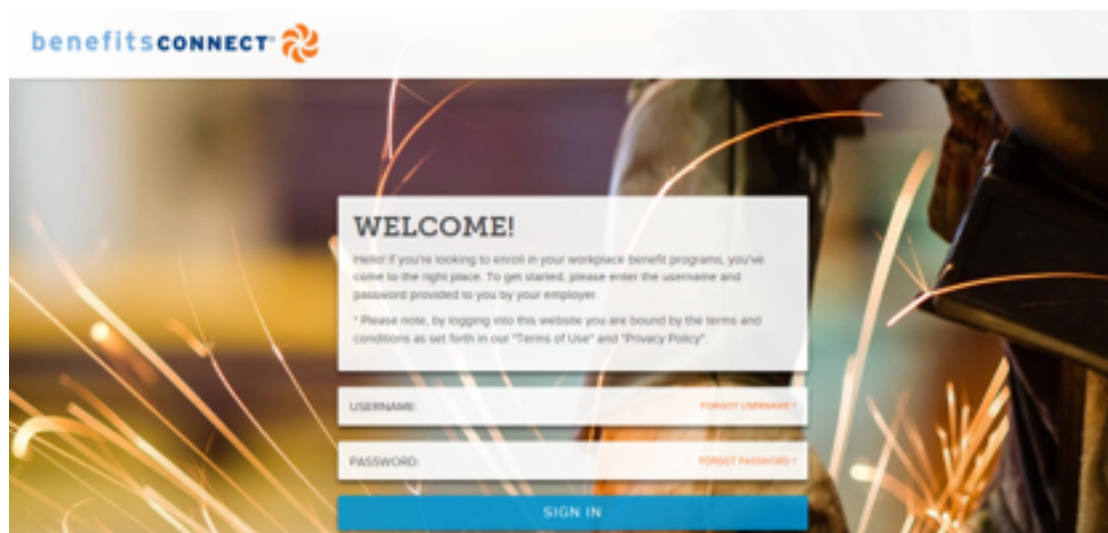 benefitsCONNECT®
WELCOME!
Hello! If you're looking to enroll in your workplace benefit programs, you've
come to the right place. To get started, please enter the username and
password provided to you by your employer.
* Please note, by logging into this website you are bound by the terms and
conditions as set forth in our "Terms of Use" and "Privacy Policy".
USERNAME: FORGOT USERNAME ?
PASSWORD: FORGOT PASSWORD ?
SIGN IN